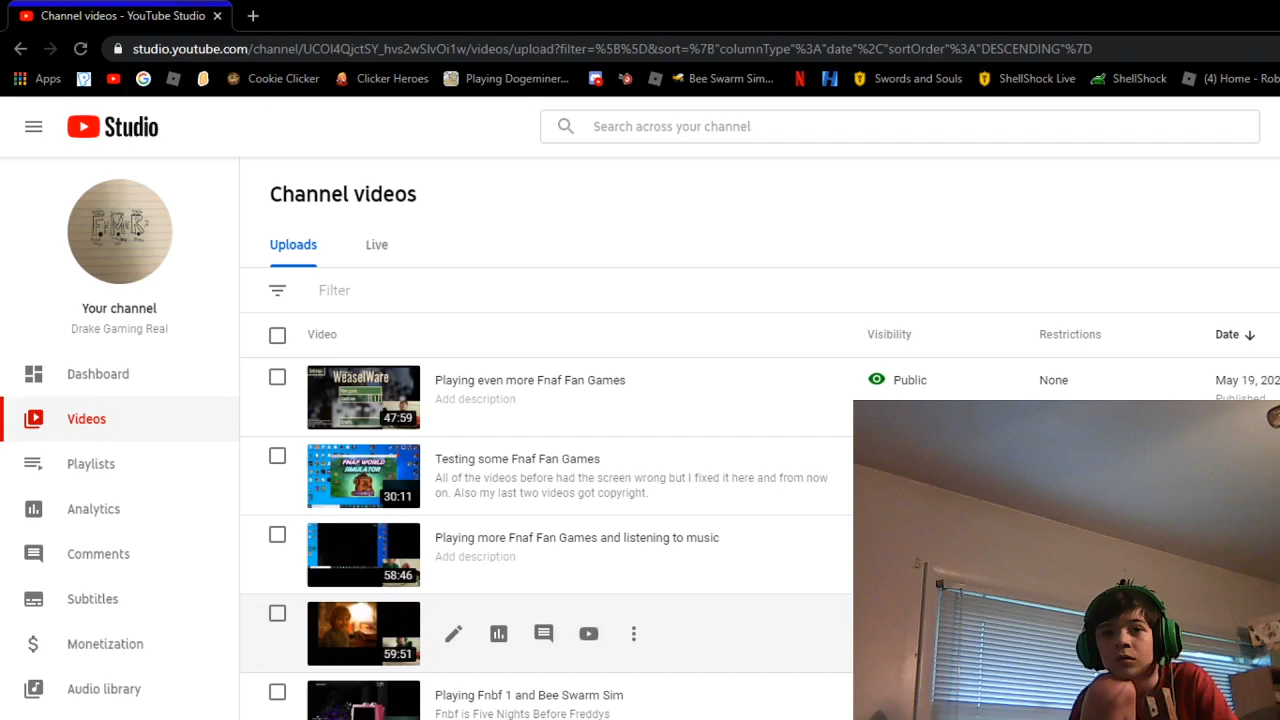 Channel videos - YouTube Studio
studio.youtube.com/channel/UCOl4QjctSY_hvs2wSlvOi1w/videos/upload?filter=%5B%5D&sort=%7B"columnType"%3A"date"%2C"sortOrder"%3A"DESCENDING"%7D
Apps Cookie Clicker Clicker Heroes Playing Dogeminer... Bee Swarm Sim... Swords and Souls ShellShock Live ShellShock (4) Home - Rob
Studio
Search across your channel
Channel videos
Uploads Live
Filter
Your channel
Drake Gaming Real
Video Visibility Restrictions Date
Dashboard
Videos
Playlists
Analytics
Comments
Subtitles
Monetization
Audio library
WeaselWare
47:59
Playing even more Fnaf Fan Games
Add description
Public
None
May 19, 202
Published
FNAF WORLD
SIMULATOR
30:11
Testing some Fnaf Fan Games
All of the videos before had the screen wrong but I fixed it here and from now
on. Also my last two videos got copyright.
58:46
Playing more Fnaf Fan Games and listening to music
Add description
59:51
Playing Fnbf 1 and Bee Swarm Sim
Fnbf is Five Nights Before Freddys